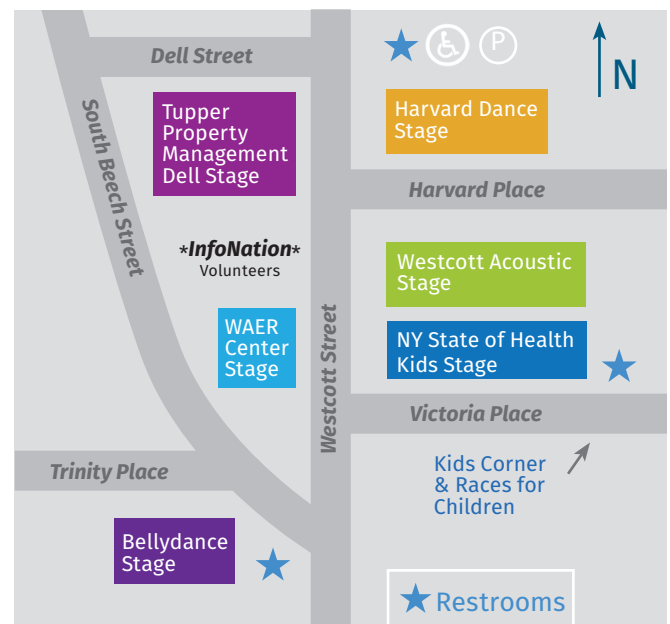 Dell Street
P
N
Tupper
Property
Management
Dell Stage
Harvard Dance
Stage
South Beech Street
Harvard Place
*InfoNation*
Volunteers
Westcott Acoustic
Stage
WAER
Center
Stage
NY State of Health
Kids Stage
Westcott Street
Victoria Place
Trinity Place
Kids Corner
& Races for
Children
Bellydance
Stage
Restrooms